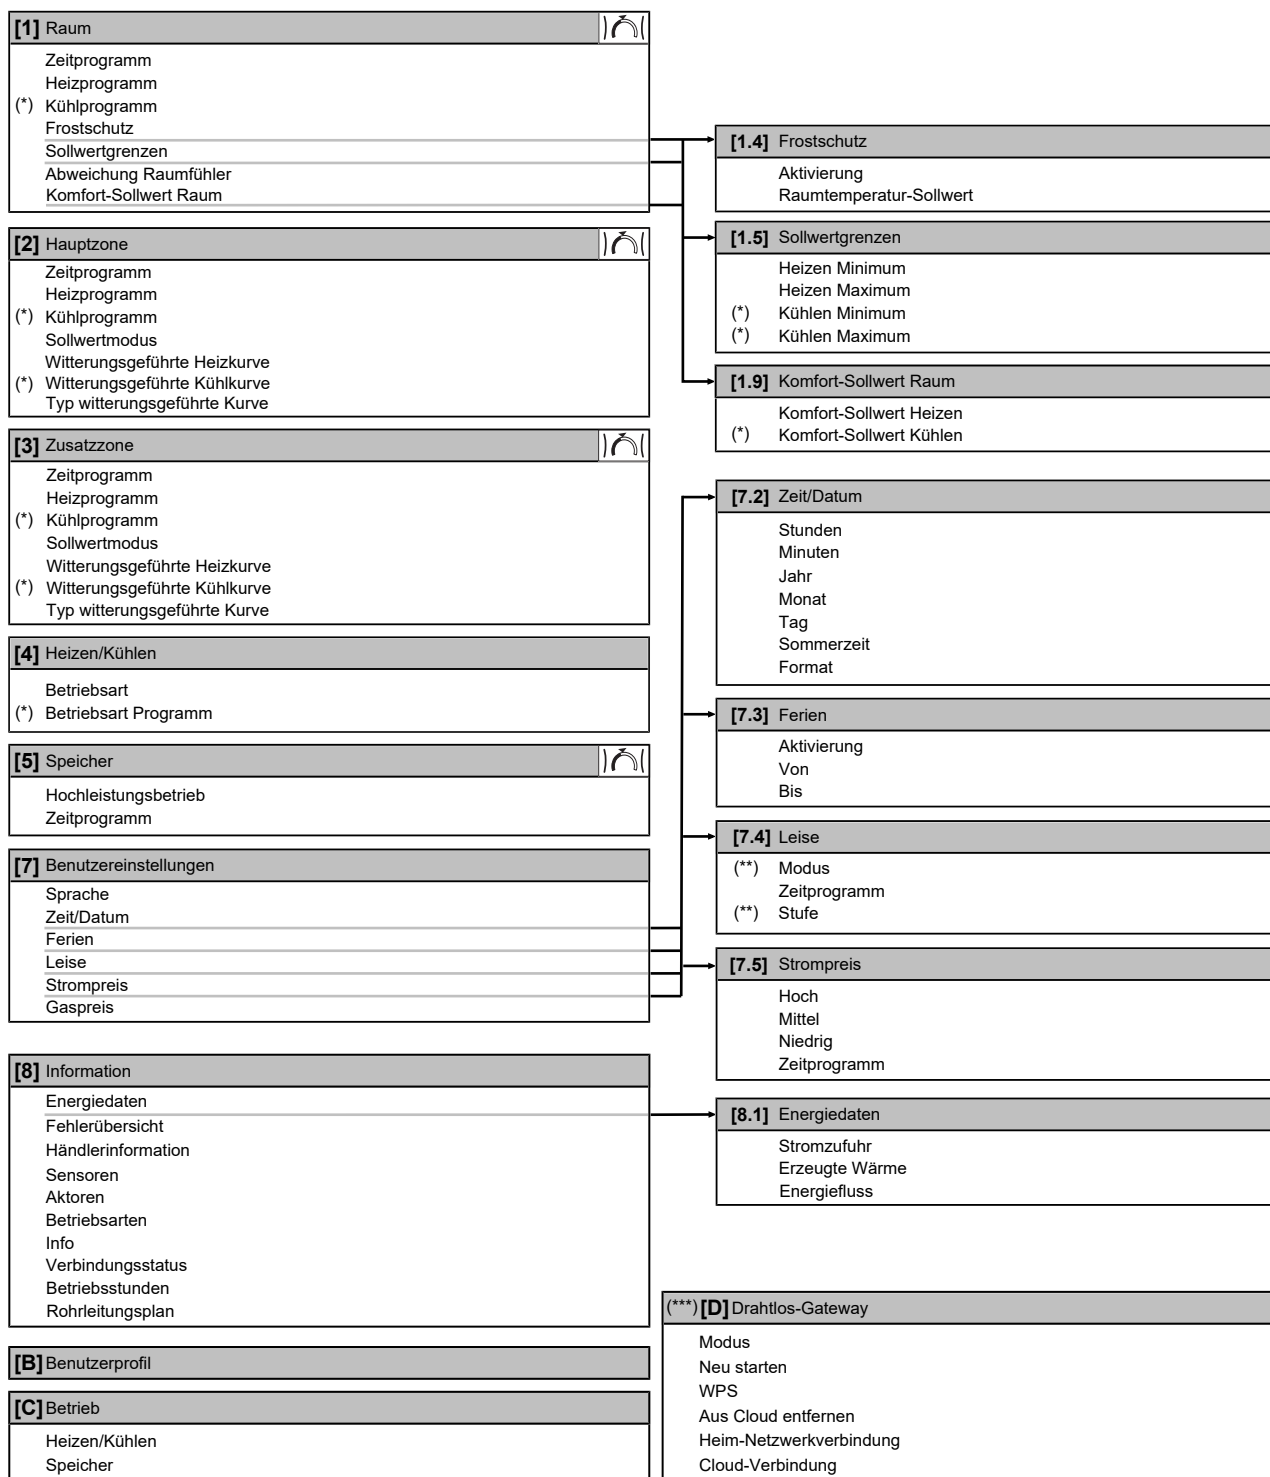 [1] Raum
Zeitprogramm
Heizprogramm
(*) Kühlprogramm
Frostschutz
Sollwertgrenzen
Abweichung Raumfühler
Komfort-Sollwert Raum
[2] Hauptzone
Zeitprogramm
Heizprogramm
(*) Kühlprogramm
Sollwertmodus
Witterungsgeführte Heizkurve
(*) Witterungsgeführte Kühlkurve
Typ witterungsgeführte Kurve
[3] Zusatzzone
Zeitprogramm
Heizprogramm
(*) Kühlprogramm
Sollwertmodus
Witterungsgeführte Heizkurve
(*) Witterungsgeführte Kühlkurve
Typ witterungsgeführte Kurve
[4] Heizen/Kühlen
Betriebsart
(*) Betriebsart Programm
[5] Speicher
Hochleistungsbetrieb
Zeitprogramm
[7] Benutzereinstellungen
Sprache
Zeit/Datum
Ferien
Leise
Strompreis
Gaspreis
[8] Information
Energiedaten
Fehlerübersicht
Händlerinformation
Sensoren
Aktoren
Betriebsarten
Info
Verbindungsstatus
Betriebsstunden
Rohrleitungsplan
[B] Benutzerprofil
[C] Betrieb
Heizen/Kühlen
Speicher
[1.4] Frostschutz
Aktivierung
Raumtemperatur-Sollwert
[1.5] Sollwertgrenzen
Heizen Minimum
Heizen Maximum
(*) Kühlen Minimum
(*) Kühlen Maximum
[1.9] Komfort-Sollwert Raum
Komfort-Sollwert Heizen
(*) Komfort-Sollwert Kühlen
[7.2] Zeit/Datum
Stunden
Minuten
Jahr
Monat
Tag
Sommerzeit
Format
[7.3] Ferien
Aktivierung
Von
Bis
[7.4] Leise
(**) Modus
Zeitprogramm
(**) Stufe
[7.5] Strompreis
Hoch
Mittel
Niedrig
Zeitprogramm
[8.1] Energiedaten
Stromzufuhr
Erzeugte Wärme
Energiefluss
(***) [D] Drahtlos-Gateway
Modus
Neu starten
WPS
Aus Cloud entfernen
Heim-Netzwerkverbindung
Cloud-Verbindung